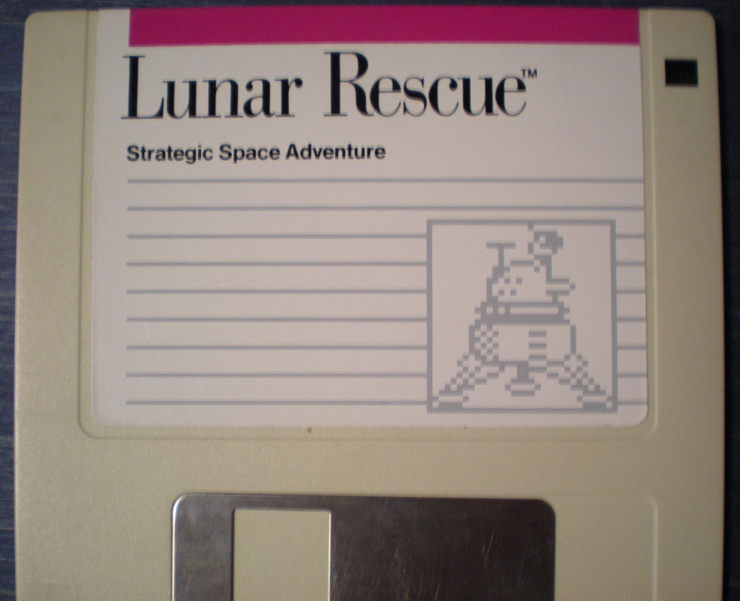 Lunar Rescue™
Strategic Space Adventure